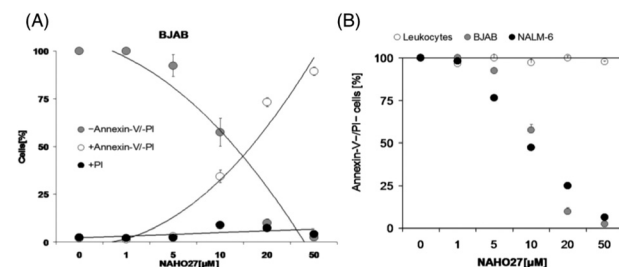 (A)
BJAB
Cells[%]
100
75
50
25
0
−Annexin-V/-PI
+Annexin-V/-PI
+PI
0 1 5 10 20 50
NAHO27[µM]
(B)
Leukocytes BJAB NALM-6
Annexin-V−/PI− cells [%]
100
75
50
25
0
0 1 5 10 20 50
NAHO27[µM]